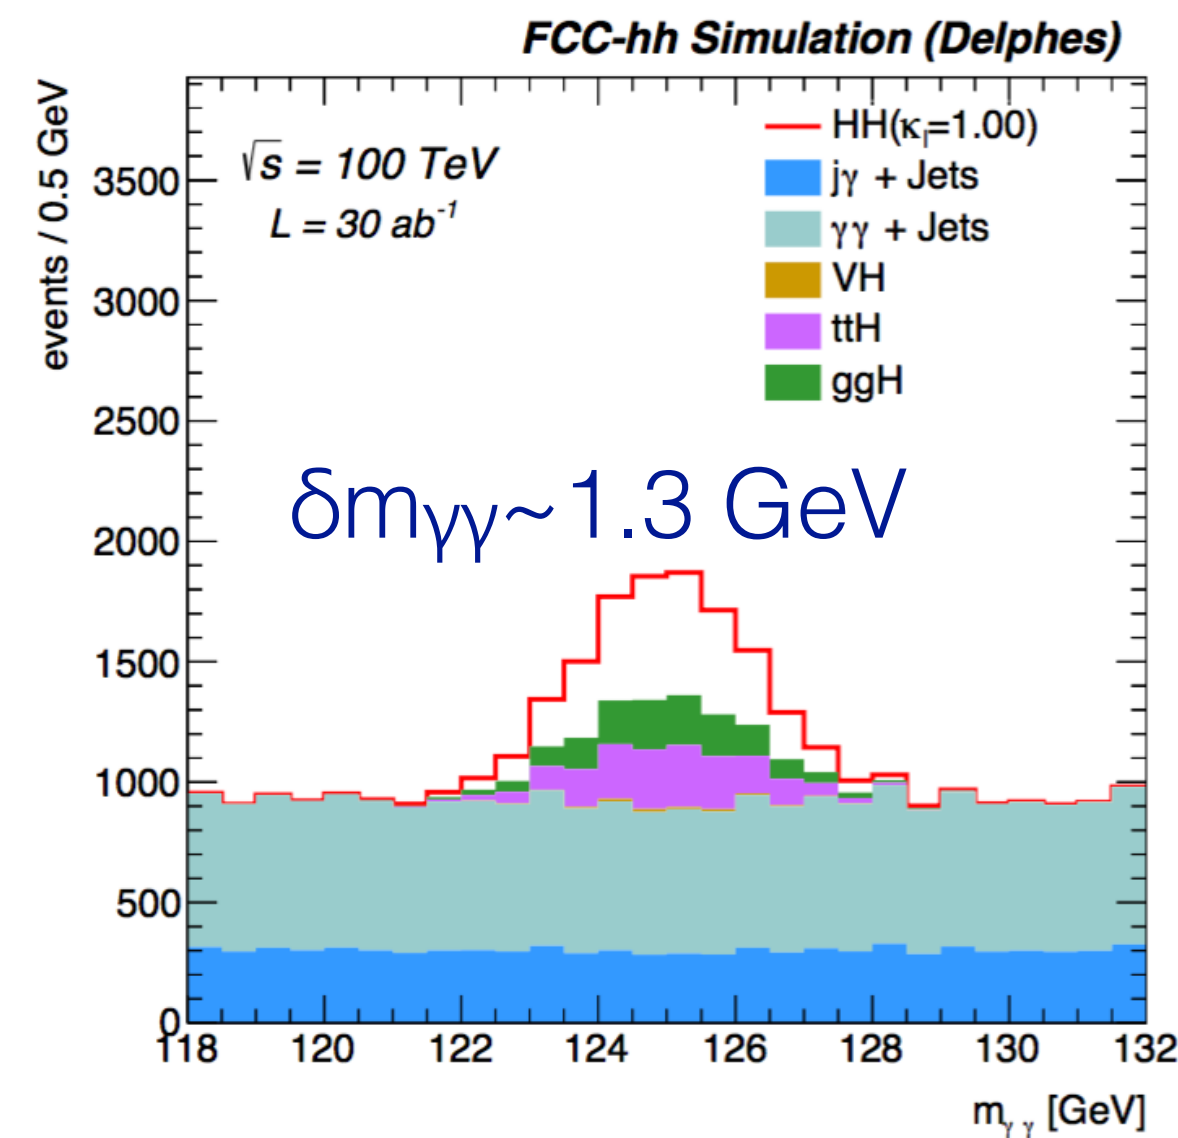 FCC-hh Simulation (Delphes)
events / 0.5 GeV
√s = 100 TeV
L = 30 ab⁻¹
HH(κₗ=1.00)
jγ + Jets
γγ + Jets
VH
ttH
ggH
δmγγ~1.3 GeV
3500
3000
2500
2000
1500
1000
500
0
118 120 122 124 126 128 130 132
mγγ [GeV]